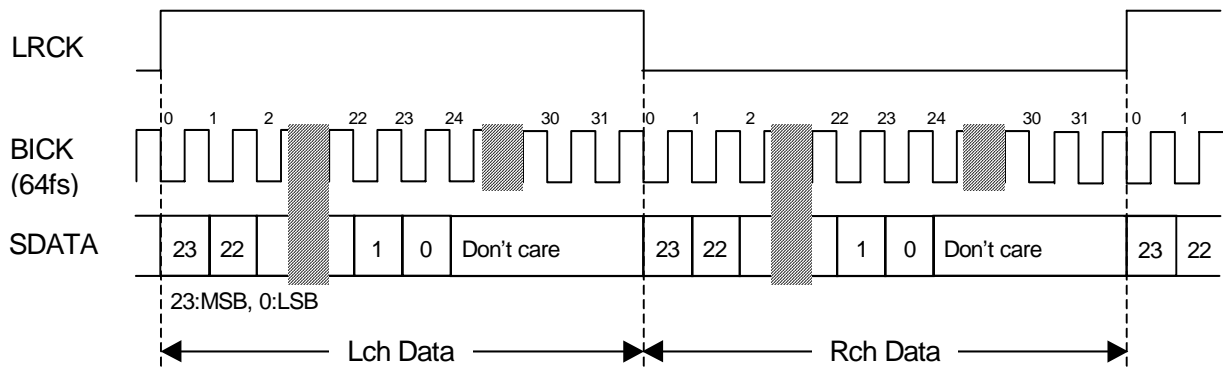 LRCK
0 1 2 22 23 24 30 31 0 1 2 22 23 24 30 31 0 1
BICK
(64fs)
SDATA 23 22 1 0 Don't care 23 22 1 0 Don't care 23 22
23:MSB, 0:LSB
Lch Data Rch Data